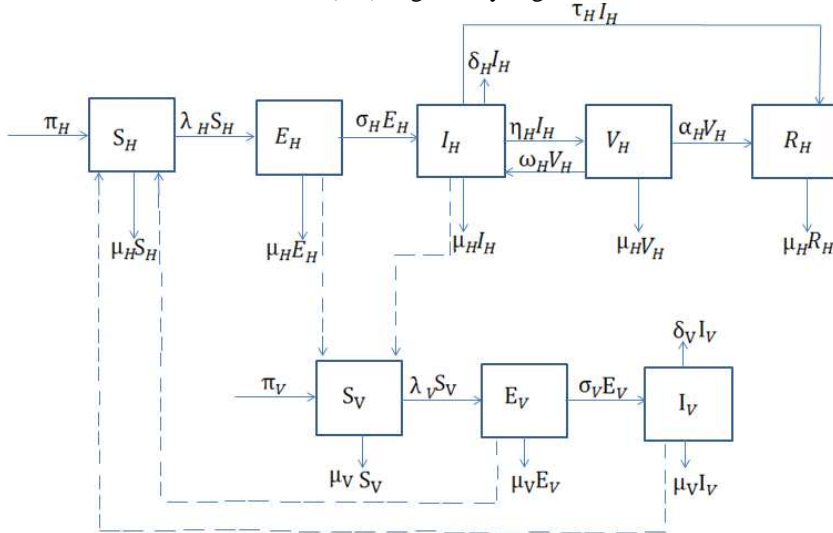 τ_H I_H
δ_H I_H
π_H
S_H
λ_H S_H
E_H
σ_H E_H
I_H
η_H I_H
ω_H V_H
V_H
α_H V_H
R_H
μ_H S_H
μ_H E_H
μ_H I_H
μ_H V_H
μ_H R_H
δ_V I_V
π_V
S_V
λ_V S_V
E_V
σ_V E_V
I_V
μ_V S_V
μ_V E_V
μ_V I_V